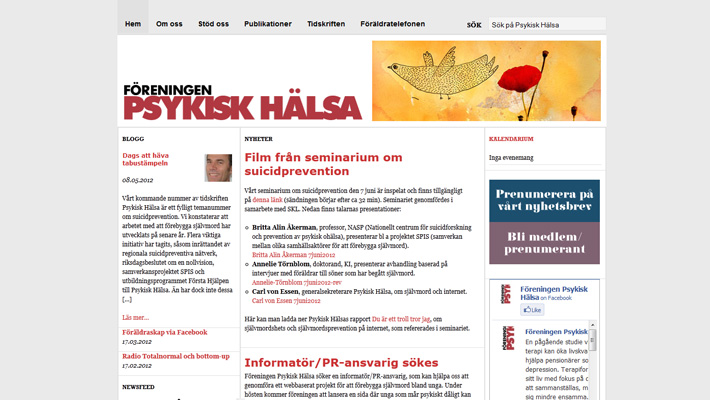 Hem Om oss Stöd oss Publikationer Tidskriften Föräldratelefonen SÖK Sök på Psykisk Hälsa
FÖRENINGEN
PSYKISK HÄLSA
BLOGG
Dags att häva
tabustämpeln
08.05.2012
Vårt kommande nummer av tidskriften
Psykisk Hälsa är ett fylligt temanummer
om suicidprevention. Vi konstaterar att
arbetet med att förebygga självmord har
utvecklats på senare år. Flera viktiga
initiativ har tagits, såsom inrättandet av
regionala suicidpreventiva nätverk,
riksdagsbeslutet om en nollvision,
samverkansprojektet SPIS och
utbildningsprogrammet Första Hjälpen
till Psykisk Hälsa. Än har dock inte dessa
[...]
Läs mer...
Föräldraskap via Facebook
17.03.2012
Radio Totalnormal och bottom-up
17.02.2012
NEWSFEED
NYHETER
Film från seminarium om
suicidprevention
Vårt seminarium om suicidprevention den 7 juni är inspelat och finns tillgängligt
på denna länk (sändningen börjar efter ca 32 min). Seminariet genomfördes i
samarbete med SKL. Nedan finns talarnas presentationer:
Britta Alin Åkerman, professor, NASP (Nationellt centrum för suicidforskning
och prevention av psykisk ohälsa), presenterar bl a projektet SPIS (samverkan
mellan olika samhällsaktörer för att förebygga självmord).
Britta Alin Åkerman 7juni2012
Annelie Törnblom, doktorand, KI, presenterar avhandling baserad på
intervjuer med föräldrar till söner som har begått självmord.
Annelie-Törnblom 7juni2012-rev
Carl von Essen, generalsekreterare Psykisk Hälsa, om självmord och internet.
Carl von Essen 7juni2012
Här kan man ladda ner Psykisk Hälsas rapport Du är ett troll tror jag, om
självmordshets och självmordsprevention på internet, som refererades i seminariet.
Informatör/PR-ansvarig sökes
Föreningen Psykisk Hälsa söker en informatör/PR-ansvarig, som kan hjälpa oss att
genomföra ett webbaserat projekt för att förebygga självmord bland unga. Under
hösten kommer föreningen att lansera en sida där unga som mår psykiskt dåligt kan
KALENDARIUM
Inga evenemang
Prenumerera på
vårt nyhetsbrev
Bli medlem/
prenumerant
Föreningen Psykisk
Hälsa on Facebook
Like
Föreningen Psykisk
En pågående studie v
terapi kan öka livskva
hjälpa pensionärer so
depression. Terapifor
sitt liv med fokus på d
med sammanhang, b
mig mindre ensamma.